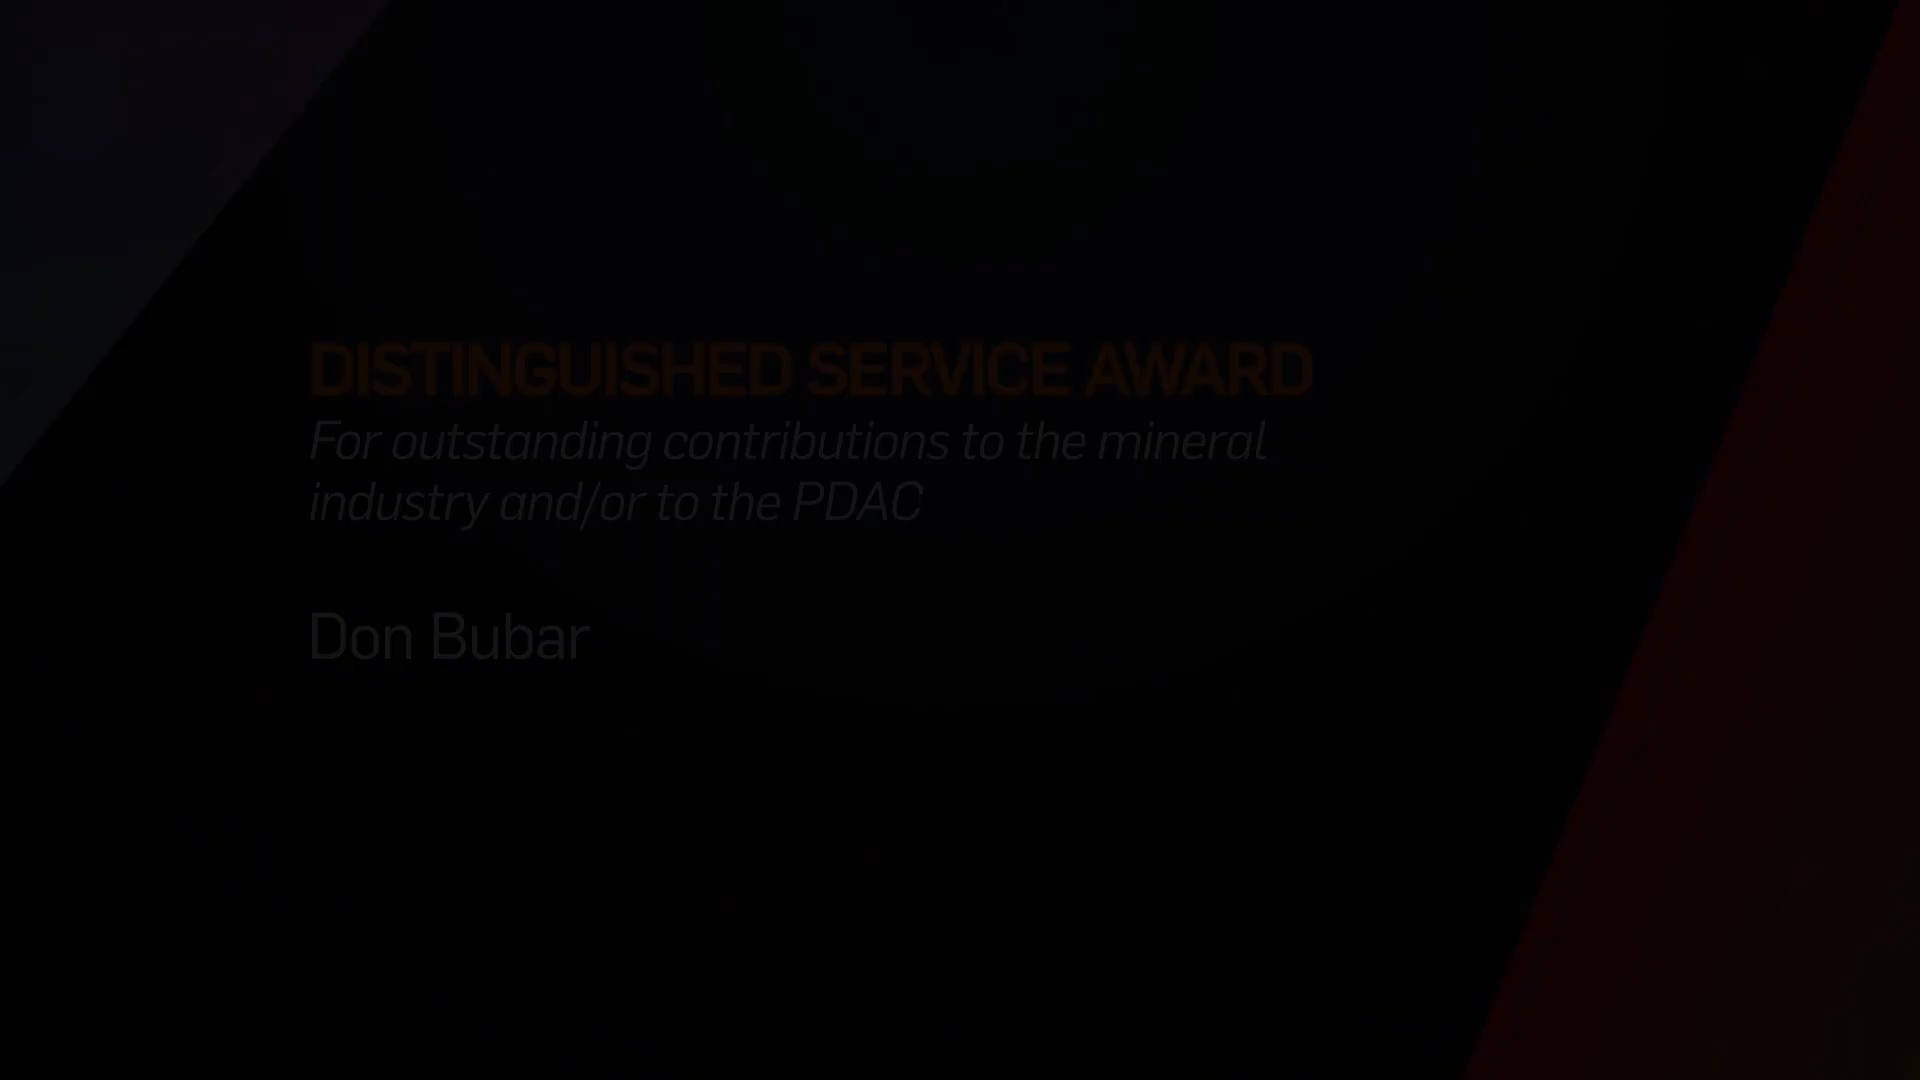 DISTINGUISHED SERVICE AWARD
For outstanding contributions to the mineral
industry and/or to the PDAC
Don Bubar